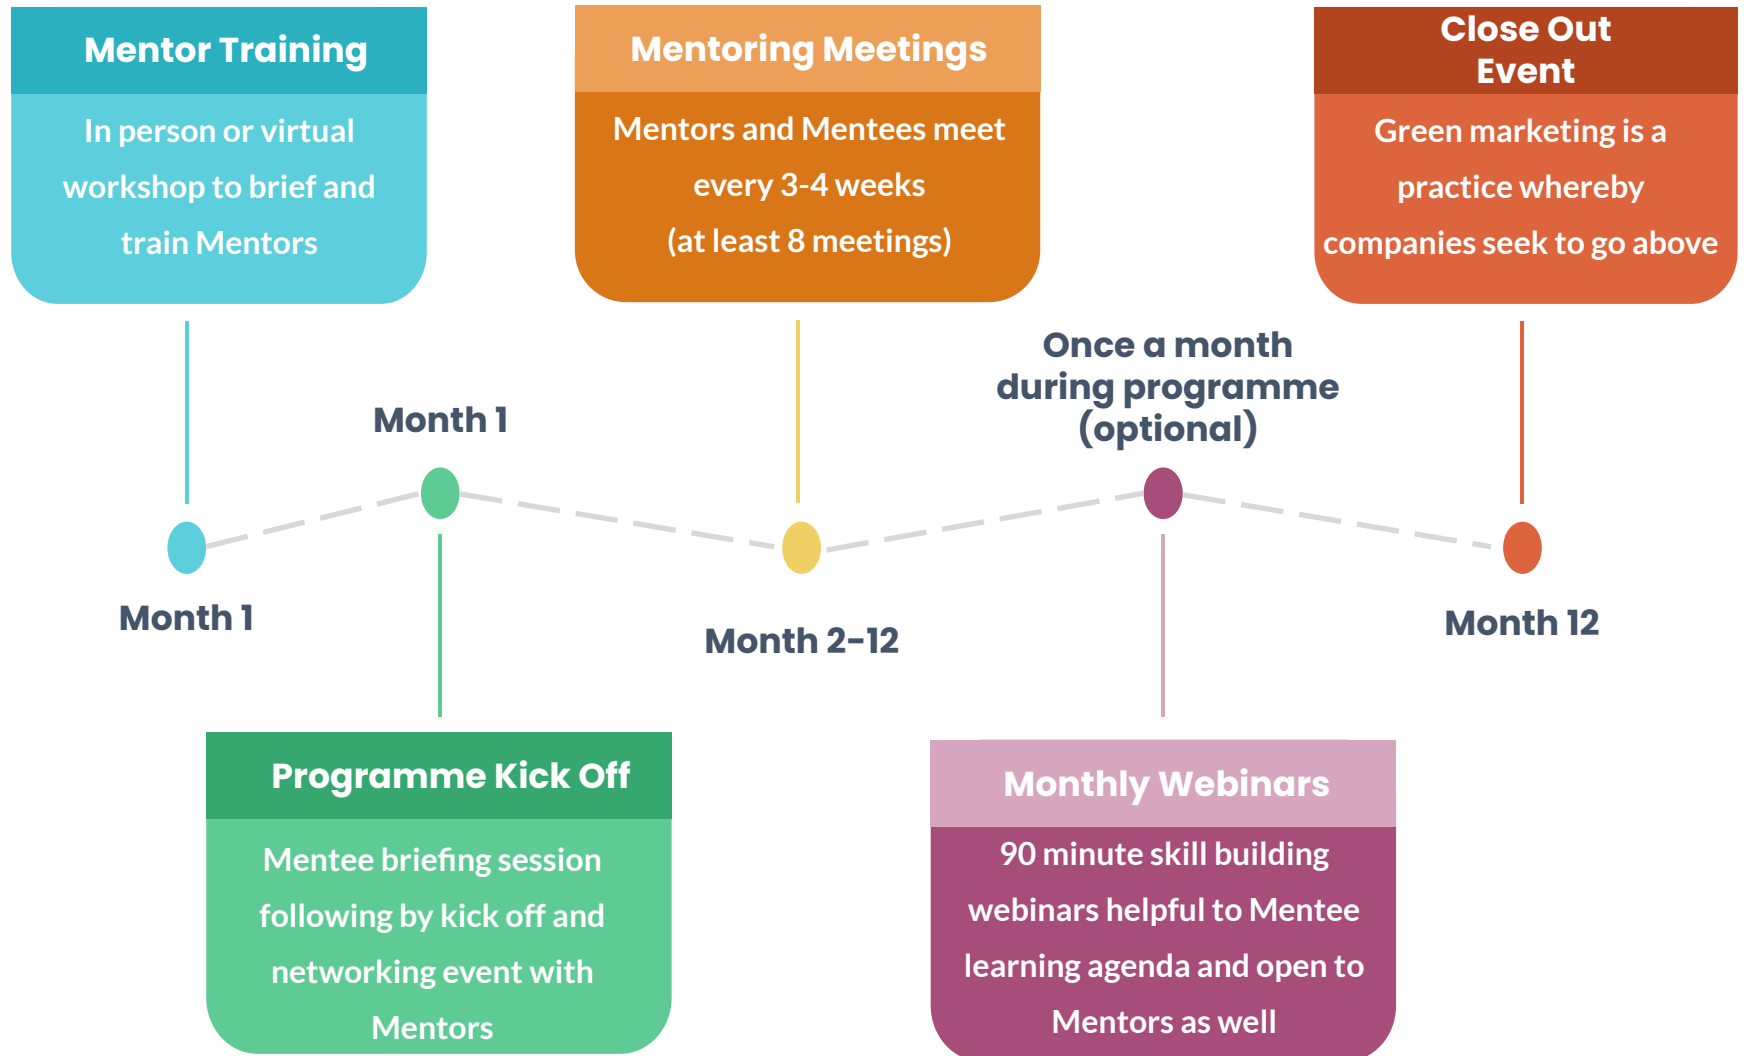 Mentor Training
In person or virtual
workshop to brief and
train Mentors
Mentoring Meetings
Mentors and Mentees meet
every 3-4 weeks
(at least 8 meetings)
Close Out
Event
Green marketing is a
practice whereby
companies seek to go above
Month 1
Month 1
Month 2-12
Once a month
during programme
(optional)
Month 12
Programme Kick Off
Mentee briefing session
following by kick off and
networking event with
Mentors
Monthly Webinars
90 minute skill building
webinars helpful to Mentee
learning agenda and open to
Mentors as well